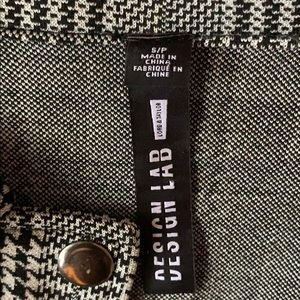 S/P
MADE IN
CHINA
FABRIQUÉ EN
CHINE
LORD & TAYLOR
DESIGN LAB